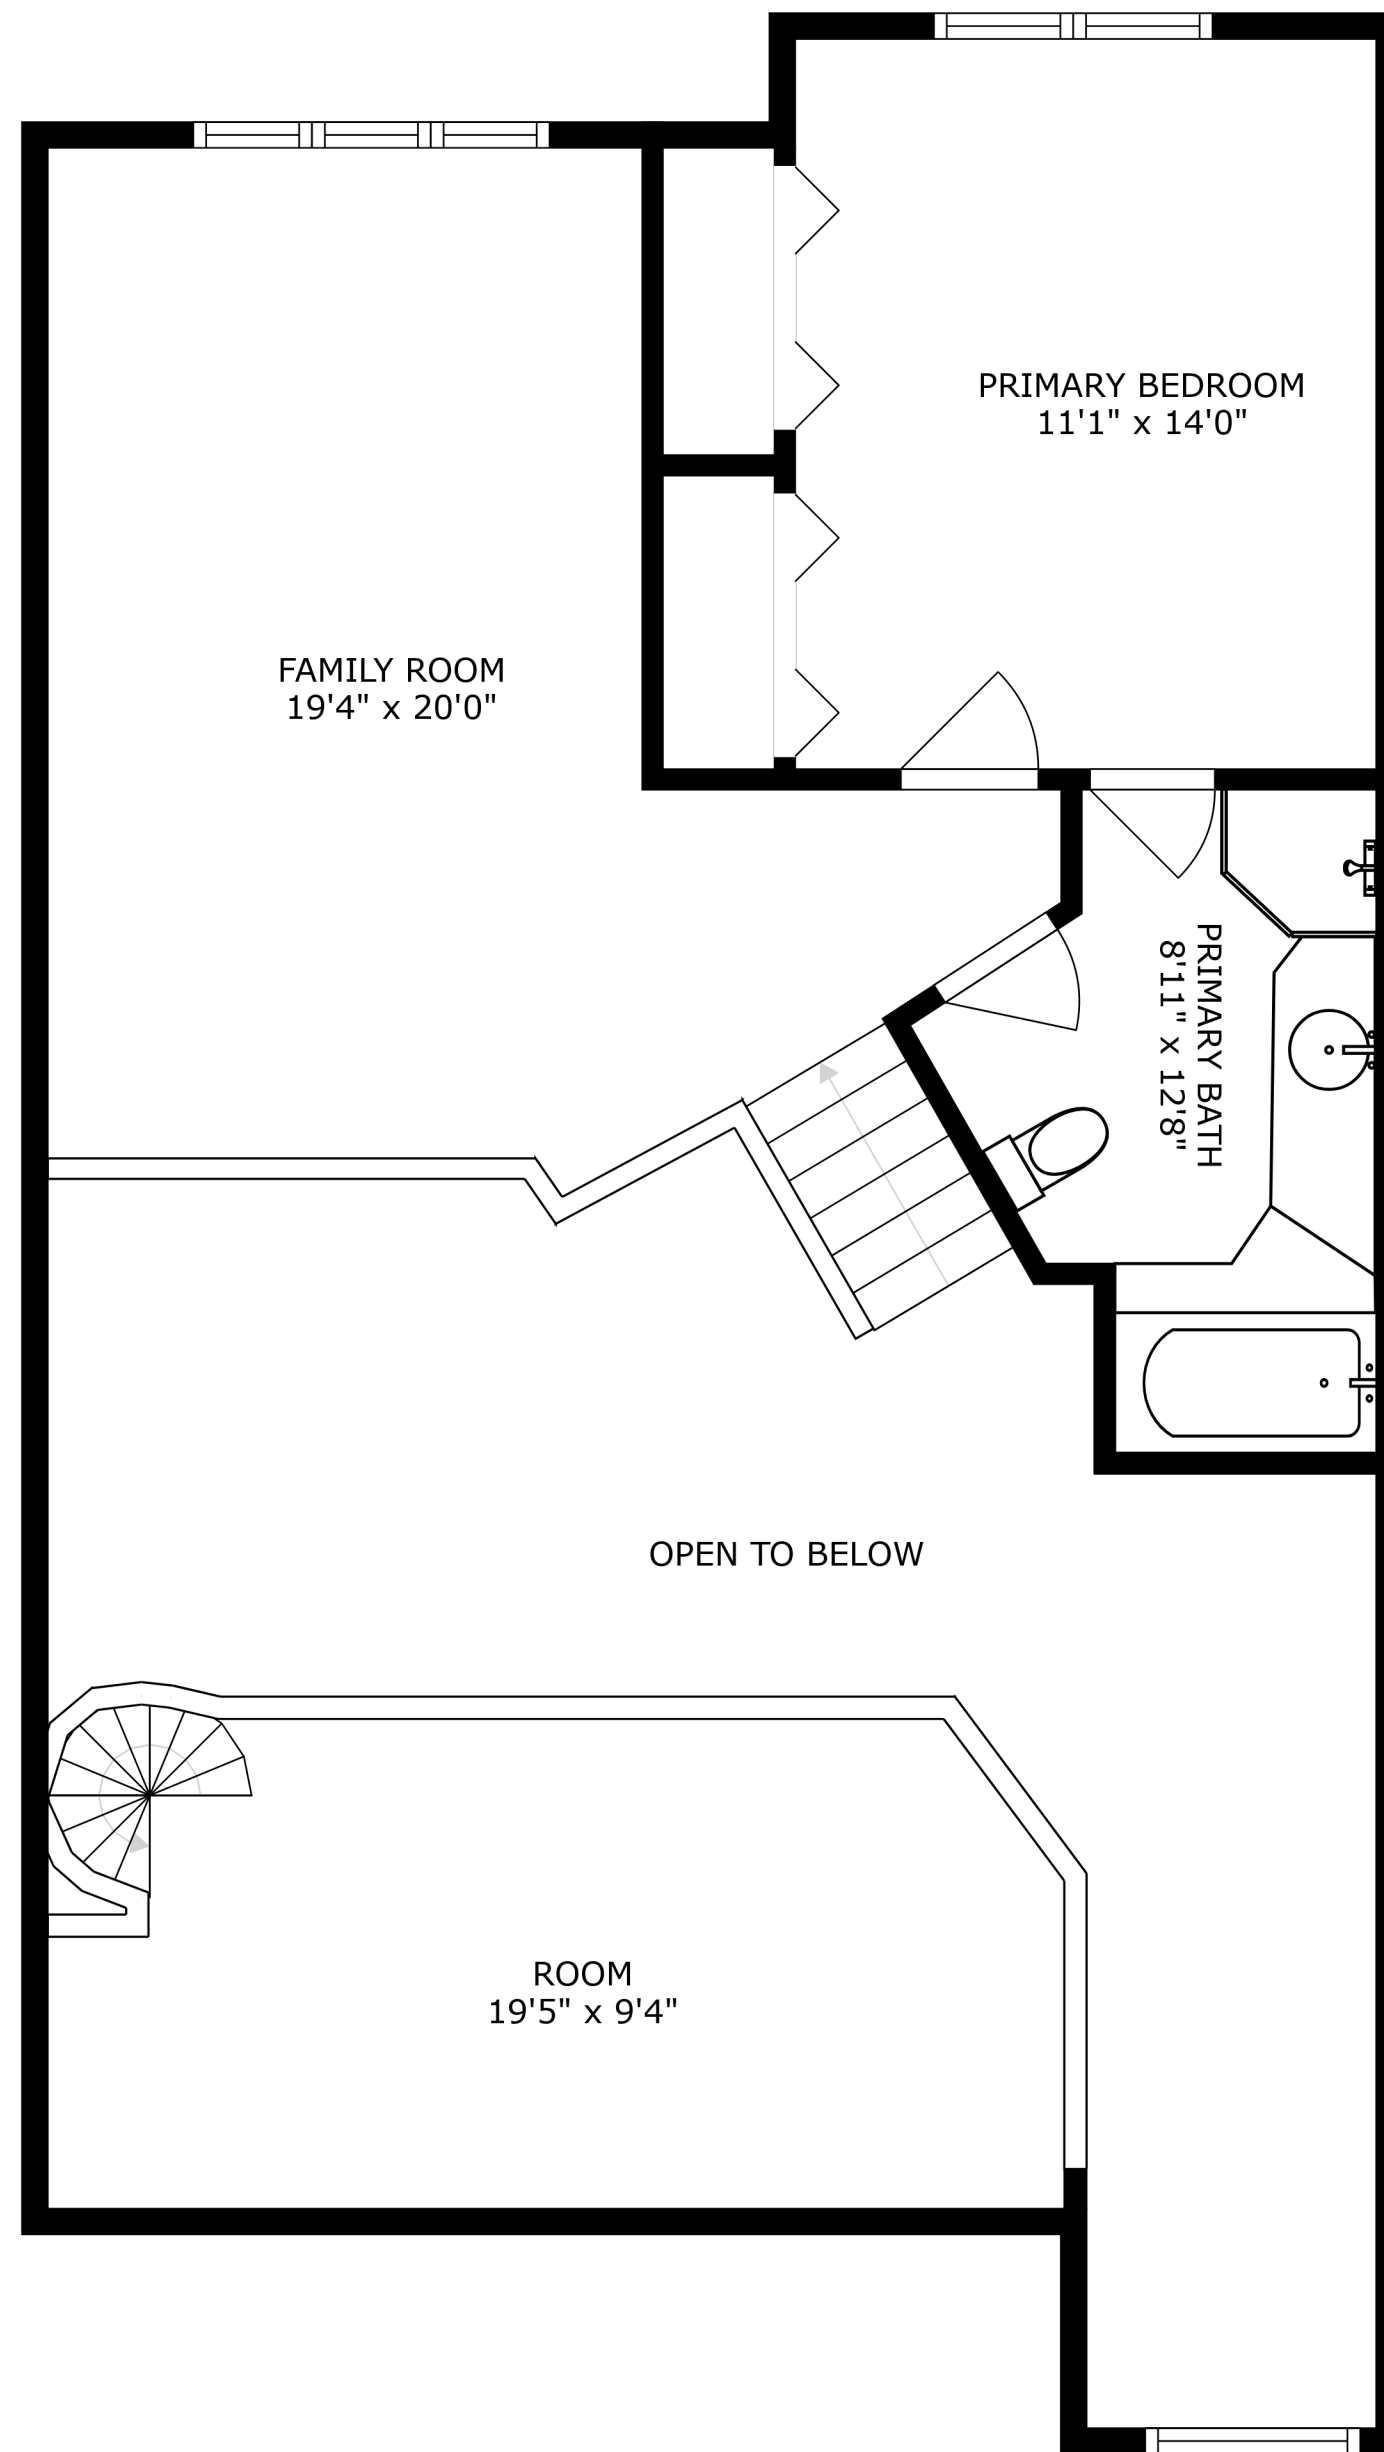 PRIMARY BEDROOM
11'1" x 14'0"
FAMILY ROOM
19'4" x 20'0"
PRIMARY BATH
8'11" x 12'8"
OPEN TO BELOW
ROOM
19'5" x 9'4"